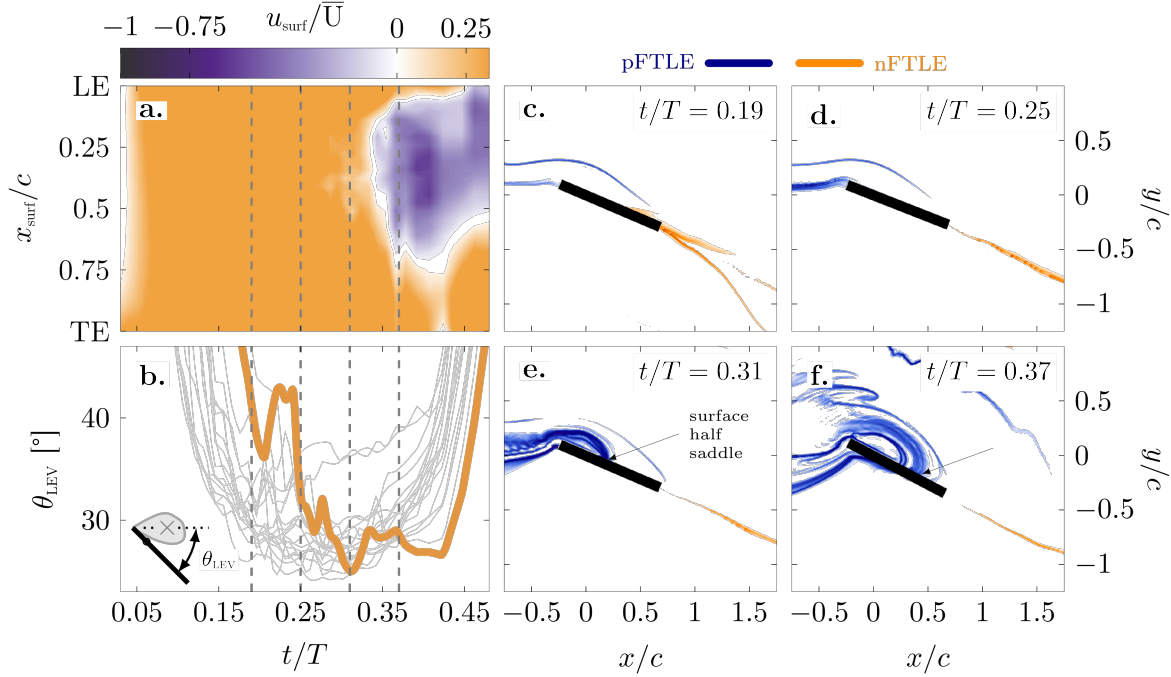 u_surf/U̅
−1 −0.75 0 0.25
pFTLE nFTLE
LE
0.25
0.5
0.75
TE
x_surf/c
a.
c. t/T = 0.19
d. t/T = 0.25
0.5
0
−0.5
−1
y/c
b.
40
30
θ_LEV [°]
θ_LEV
e. t/T = 0.31
surface
half
saddle
f. t/T = 0.37
0.5
0
−0.5
−1
y/c
0.05 0.15 0.25 0.35 0.45
t/T
−0.5 0 0.5 1 1.5
x/c
−0.5 0 0.5 1 1.5
x/c